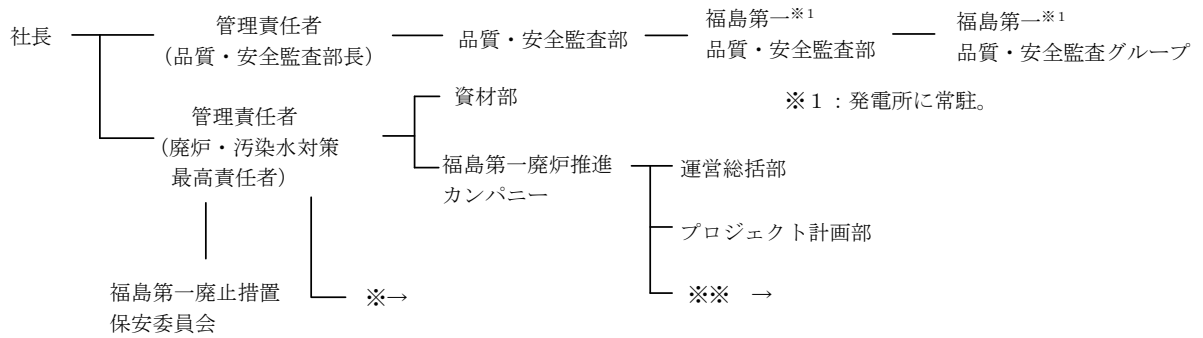 社長
管理責任者
(品質・安全監査部長)
品質・安全監査部
福島第一※1
品質・安全監査部
福島第一※1
品質・安全監査グループ
※1:発電所に常駐。
管理責任者
(廃炉・汚染水対策
最高責任者)
資材部
福島第一廃炉推進
カンパニー
運営総括部
プロジェクト計画部
※※ →
福島第一廃止措置
保安委員会
※→